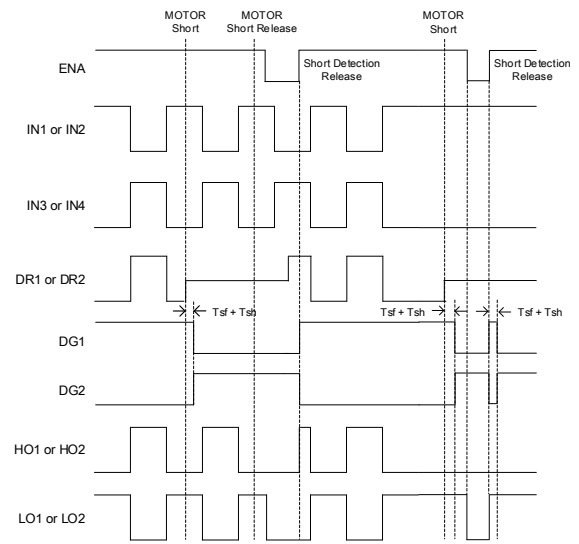 MOTOR
Short
MOTOR
Short Release
MOTOR
Short
ENA
Short Detection
Release
Short Detection
Release
IN1 or IN2
IN3 or IN4
DR1 or DR2
Tsf + Tsh
Tsf + Tsh
Tsf + Tsh
DG1
DG2
HO1 or HO2
LO1 or LO2